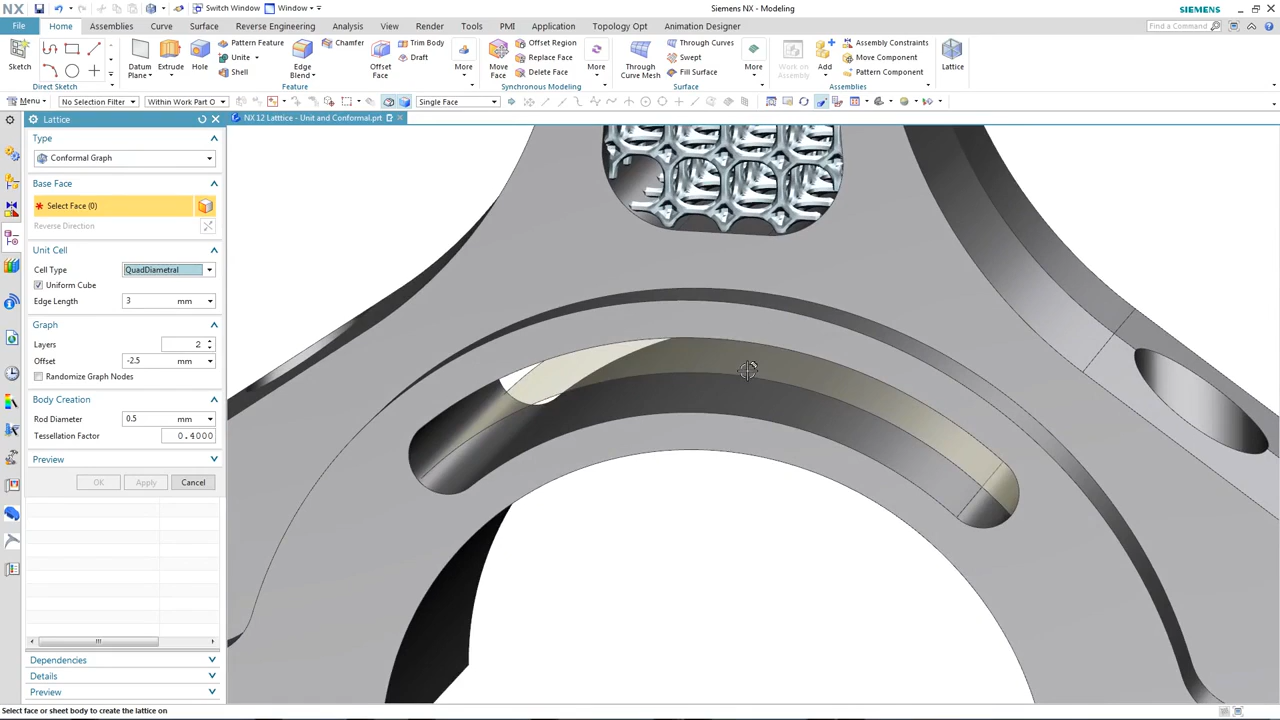 NX
Switch Window
Window
Siemens NX - Modeling
SIEMENS
File
Home
Assemblies
Curve
Surface
Reverse Engineering
Analysis
View
Render
Tools
PMI
Application
Topology Opt
Animation Designer
Find a Command
Sketch
Direct Sketch
Datum Plane
Extrude
Hole
Pattern Feature
Unite
Shell
Edge Blend
Chamfer
Offset Face
Trim Body
Draft
More
Feature
Move Face
Offset Region
Replace Face
Delete Face
More
Synchronous Modeling
Through Curve Mesh
Through Curves
Swept
Fill Surface
More
Surface
Work on Assembly
Add
Assembly Constraints
Move Component
Pattern Component
Assemblies
Lattice
Menu
No Selection Filter
Within Work Part O
Single Face
Lattice
NX 12 Latttice - Unit and Conformal.prt
Type
Conformal Graph
Base Face
* Select Face (0)
Reverse Direction
Unit Cell
Cell Type
QuadDiametral
Uniform Cube
Edge Length
3
mm
Graph
Layers
2
Offset
-2.5
mm
Randomize Graph Nodes
Body Creation
Rod Diameter
0.5
mm
Tessellation Factor
0.4000
Preview
OK
Apply
Cancel
Dependencies
Details
Preview
Select face or sheet body to create the lattice on